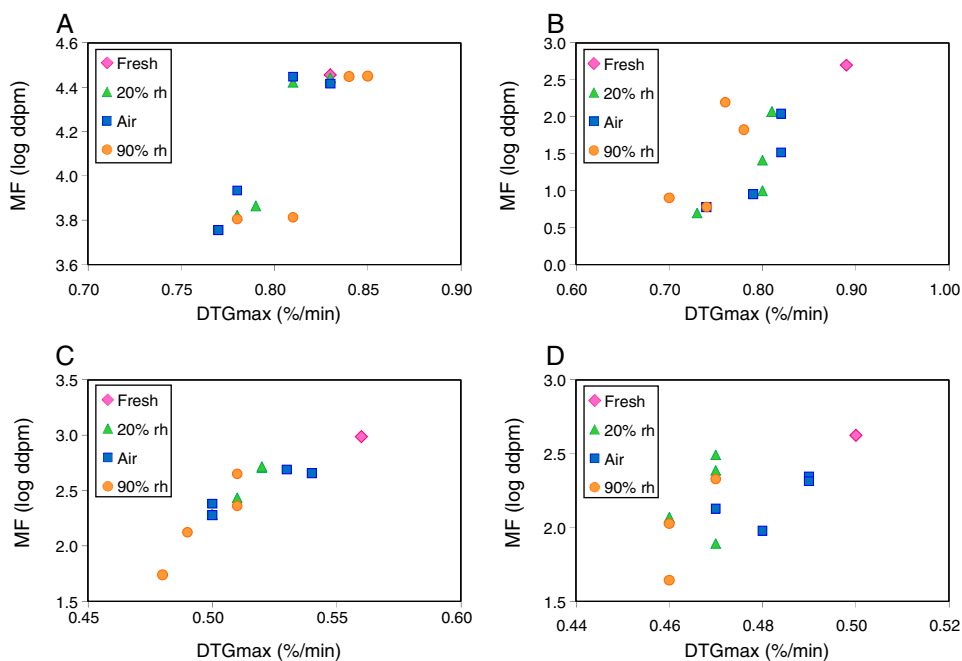 A
MF (log ddpm)
4.6
4.4
4.2
4.0
3.8
3.6
Fresh
20% rh
Air
90% rh
0.70 0.75 0.80 0.85 0.90
DTGmax (%/min)
B
MF (log ddpm)
3.0
2.5
2.0
1.5
1.0
0.5
0.0
Fresh
20% rh
Air
90% rh
0.60 0.70 0.80 0.90 1.00
DTGmax (%/min)
C
MF (log ddpm)
3.5
3.0
2.5
2.0
1.5
Fresh
20% rh
Air
90% rh
0.45 0.50 0.55 0.60
DTGmax (%/min)
D
MF (log ddpm)
3.0
2.5
2.0
1.5
Fresh
20% rh
Air
90% rh
0.44 0.46 0.48 0.50 0.52
DTGmax (%/min)